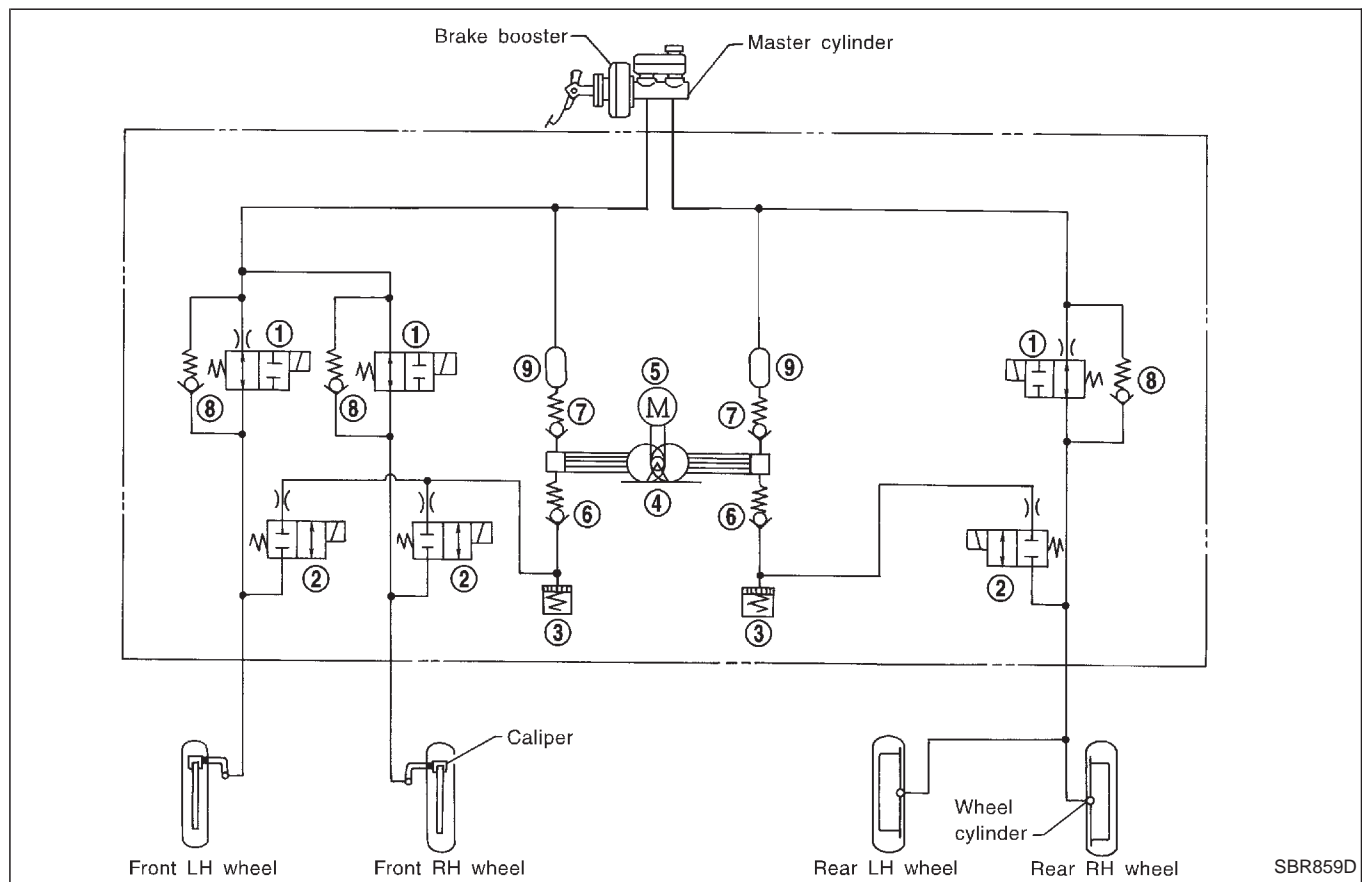 Brake booster
Master cylinder
① ① ①
⑧ ⑧ ⑧
⑨ ⑤ ⑨
M
⑦ ⑦
④
⑥ ⑥
② ② ②
③ ③
Caliper
Wheel
cylinder
Front LH wheel
Front RH wheel
Rear LH wheel
Rear RH wheel
SBR859D